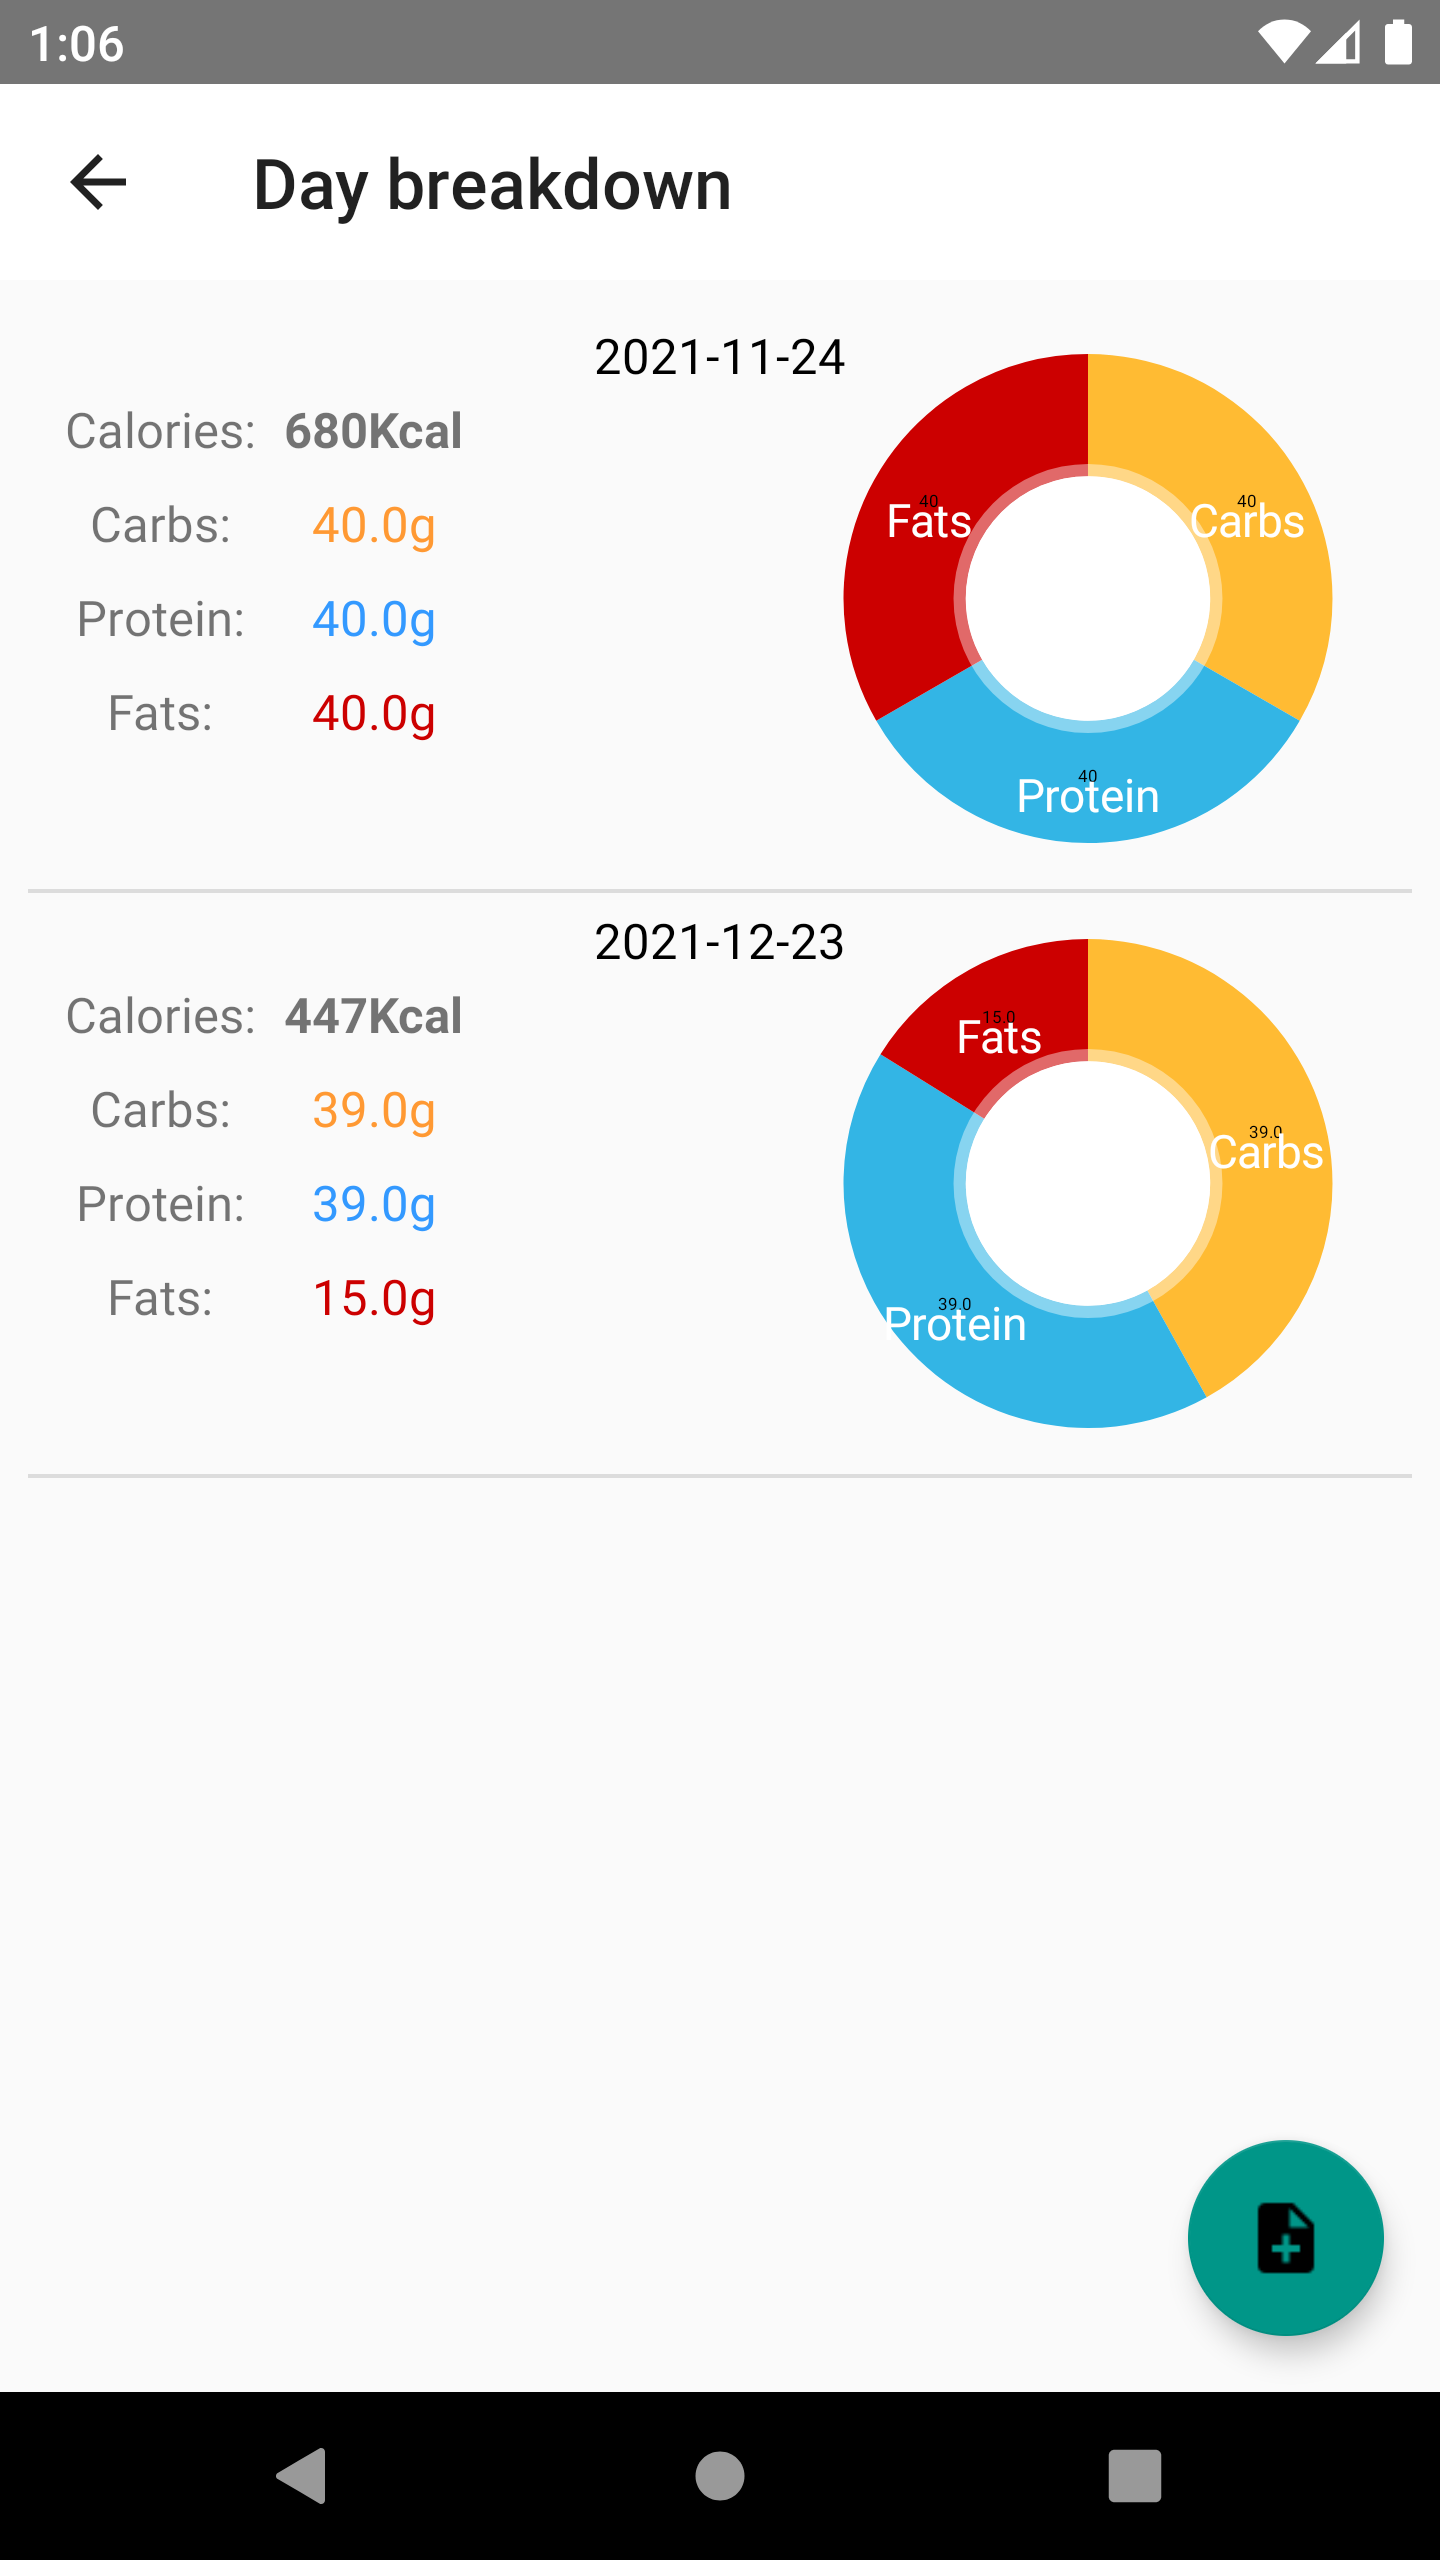 1:06
Day breakdown
2021-11-24
Calories: 680Kcal
Carbs: 40.0g
Protein: 40.0g
Fats: 40.0g
40
Fats
40
Carbs
40
Protein
2021-12-23
Calories: 447Kcal
Carbs: 39.0g
Protein: 39.0g
Fats: 15.0g
15.0
Fats
39.0
Carbs
39.0
Protein